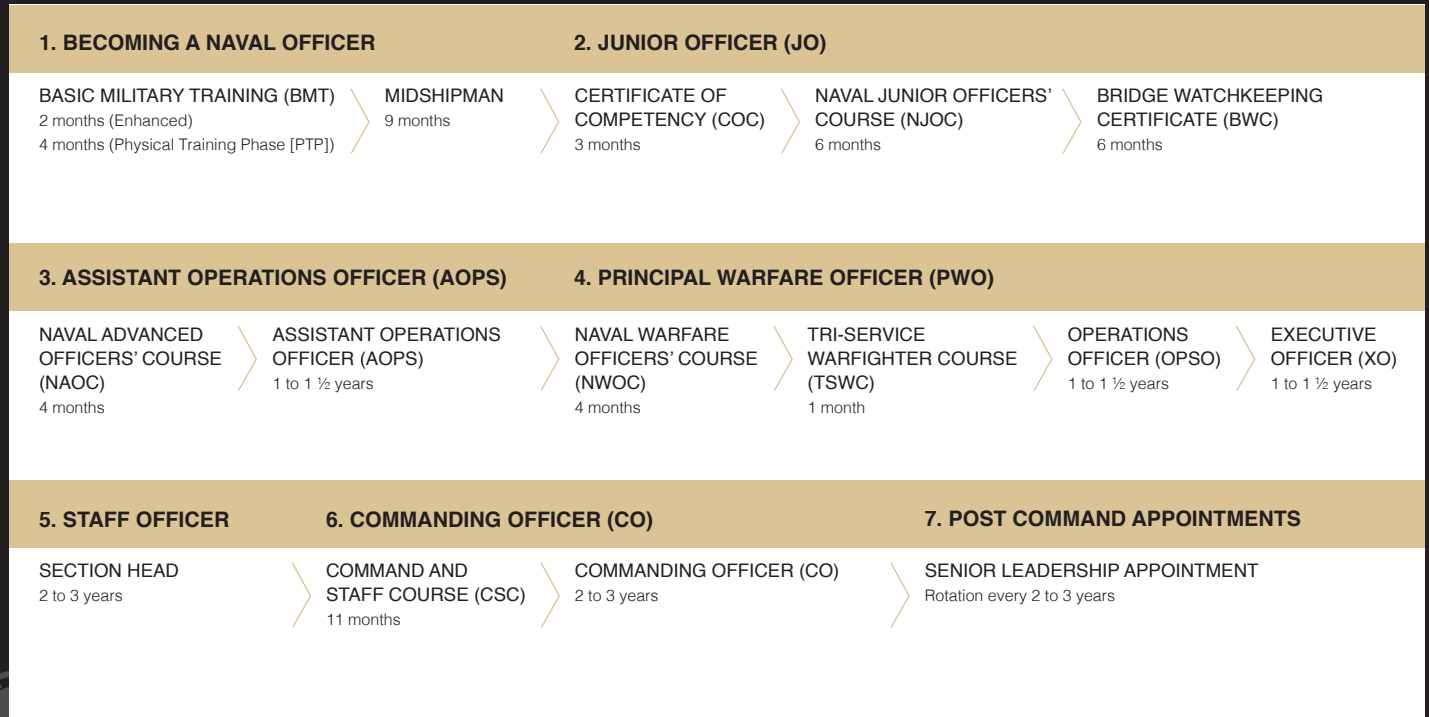 1. BECOMING A NAVAL OFFICER
BASIC MILITARY TRAINING (BMT)
2 months (Enhanced)
4 months (Physical Training Phase [PTP])
MIDSHIPMAN
9 months
2. JUNIOR OFFICER (JO)
CERTIFICATE OF
COMPETENCY (COC)
3 months
NAVAL JUNIOR OFFICERS'
COURSE (NJOC)
6 months
BRIDGE WATCHKEEPING
CERTIFICATE (BWC)
6 months
3. ASSISTANT OPERATIONS OFFICER (AOPS)
NAVAL ADVANCED
OFFICERS' COURSE
(NAOC)
4 months
ASSISTANT OPERATIONS
OFFICER (AOPS)
1 to 1 ½ years
4. PRINCIPAL WARFARE OFFICER (PWO)
NAVAL WARFARE
OFFICERS' COURSE
(NWOC)
4 months
TRI-SERVICE
WARFIGHTER COURSE
(TSWC)
1 month
OPERATIONS
OFFICER (OPSO)
1 to 1 ½ years
EXECUTIVE
OFFICER (XO)
1 to 1 ½ years
5. STAFF OFFICER
SECTION HEAD
2 to 3 years
6. COMMANDING OFFICER (CO)
COMMAND AND
STAFF COURSE (CSC)
11 months
COMMANDING OFFICER (CO)
2 to 3 years
7. POST COMMAND APPOINTMENTS
SENIOR LEADERSHIP APPOINTMENT
Rotation every 2 to 3 years